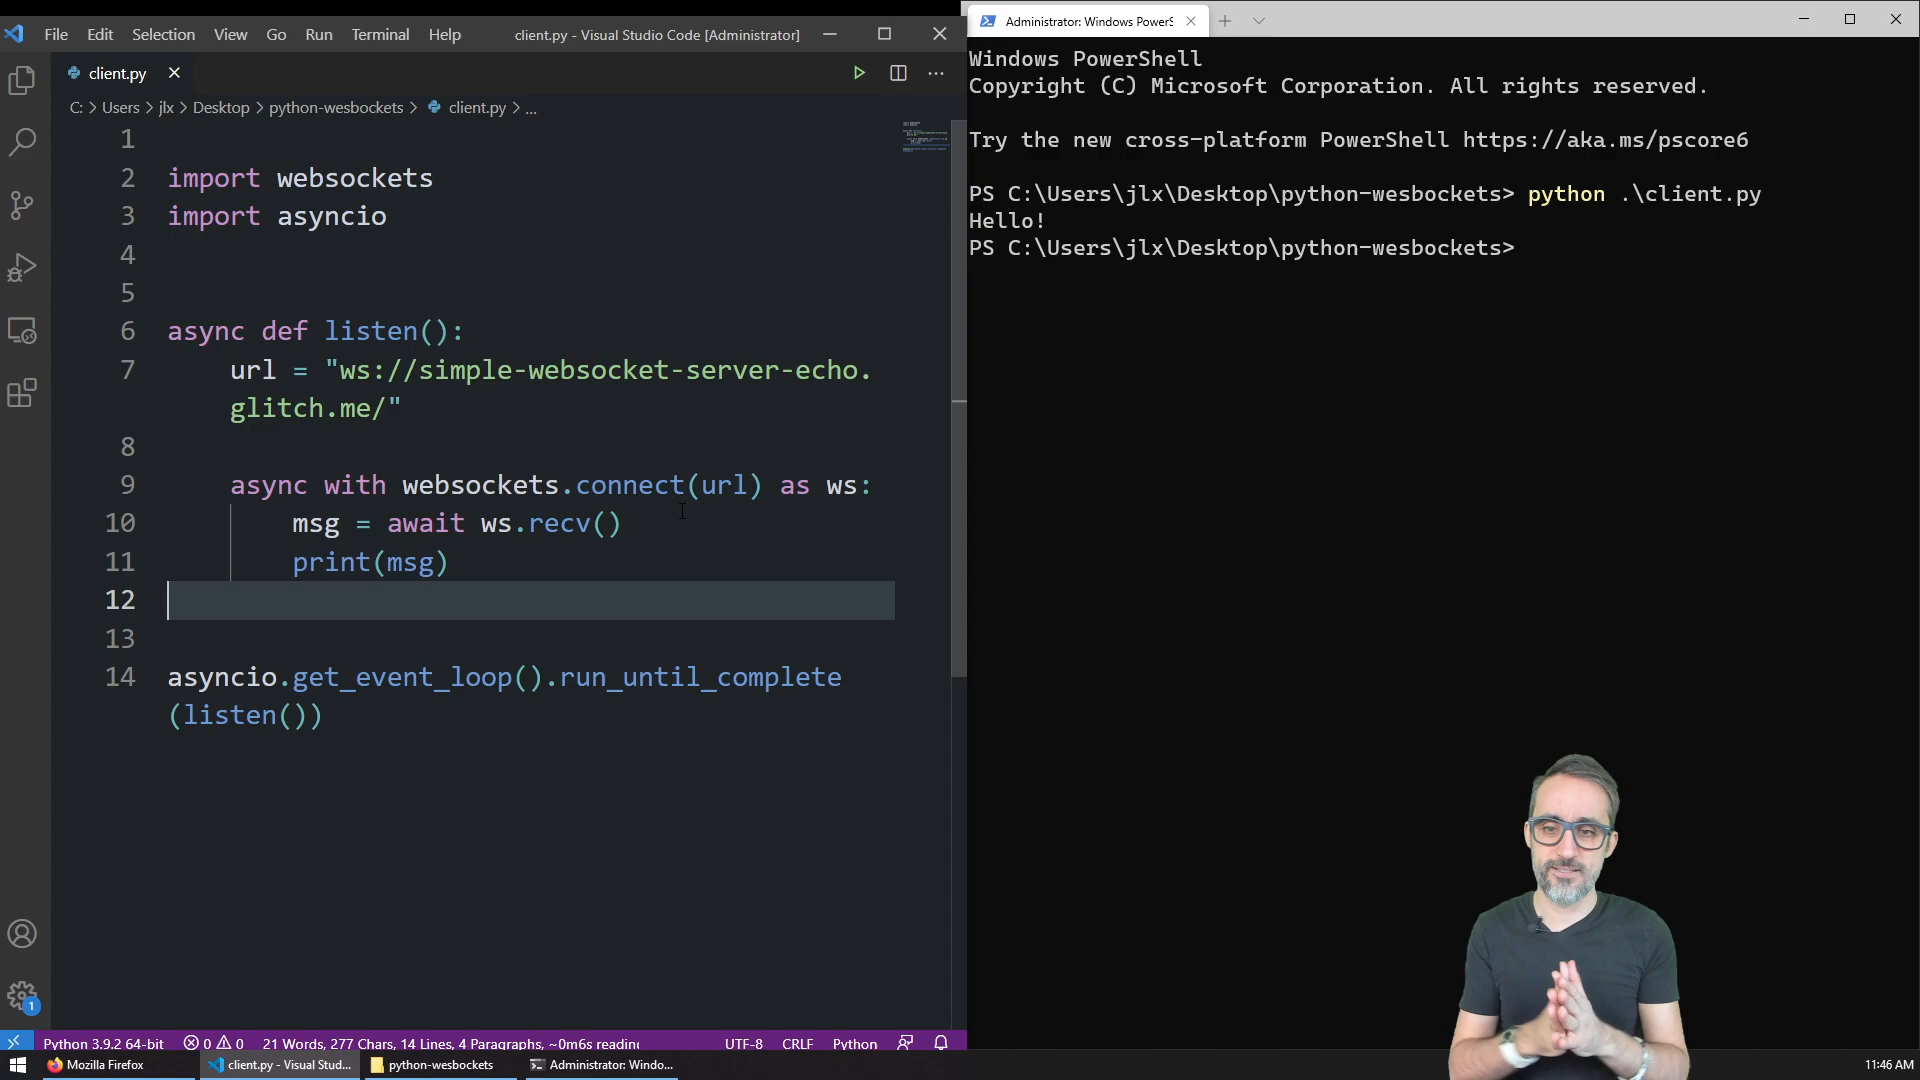 File Edit Selection View Go Run Terminal Help client.py - Visual Studio Code [Administrator]
client.py
C: > Users > jlx > Desktop > python-wesbockets > client.py > ...
1
2 import websockets
3 import asyncio
4
5
6 async def listen():
7 url = "ws://simple-websocket-server-echo.
glitch.me/"
8
9 async with websockets.connect(url) as ws:
10 msg = await ws.recv()
11 print(msg)
12
13
14 asyncio.get_event_loop().run_until_complete
(listen())
1
Python 3.9.2 64-bit 0 0 21 Words, 277 Chars, 14 Lines, 4 Paragraphs, ~0m6s reading UTF-8 CRLF Python
Administrator: Windows PowerS
Windows PowerShell
Copyright (C) Microsoft Corporation. All rights reserved.
Try the new cross-platform PowerShell https://aka.ms/pscore6
PS C:\Users\jlx\Desktop\python-wesbockets> python .\client.py
Hello!
PS C:\Users\jlx\Desktop\python-wesbockets>
Mozilla Firefox client.py - Visual Stud... python-wesbockets Administrator: Windo... 11:46 AM